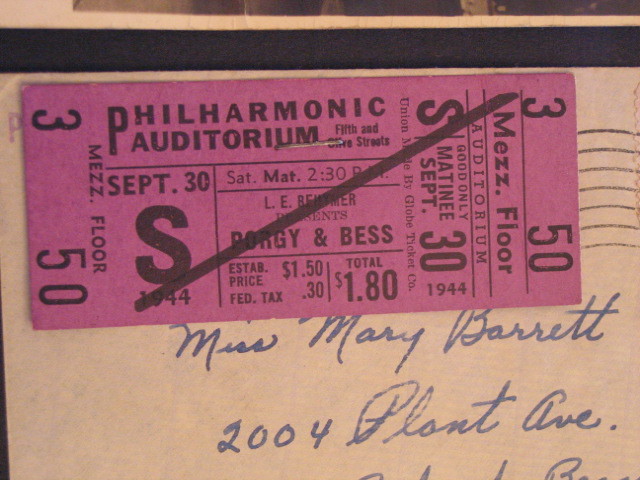 3
50
MEZZ. FLOOR
PHILHARMONIC
AUDITORIUM Fifth and
Olive Streets
SEPT. 30
S
1944
Sat. Mat. 2:30 P.M.
L. E. BEHYMER
PRESENTS
PORGY & BESS
ESTAB. PRICE $1.50
FED. TAX .30
TOTAL
$1.80
Union Made By Globe Ticket Co.
S
GOOD ONLY
MATINEE
SEPT.
30
1944
AUDITORIUM
Mezz. Floor
3
50
Miss Mary Barrett
2004 Plant Ave.